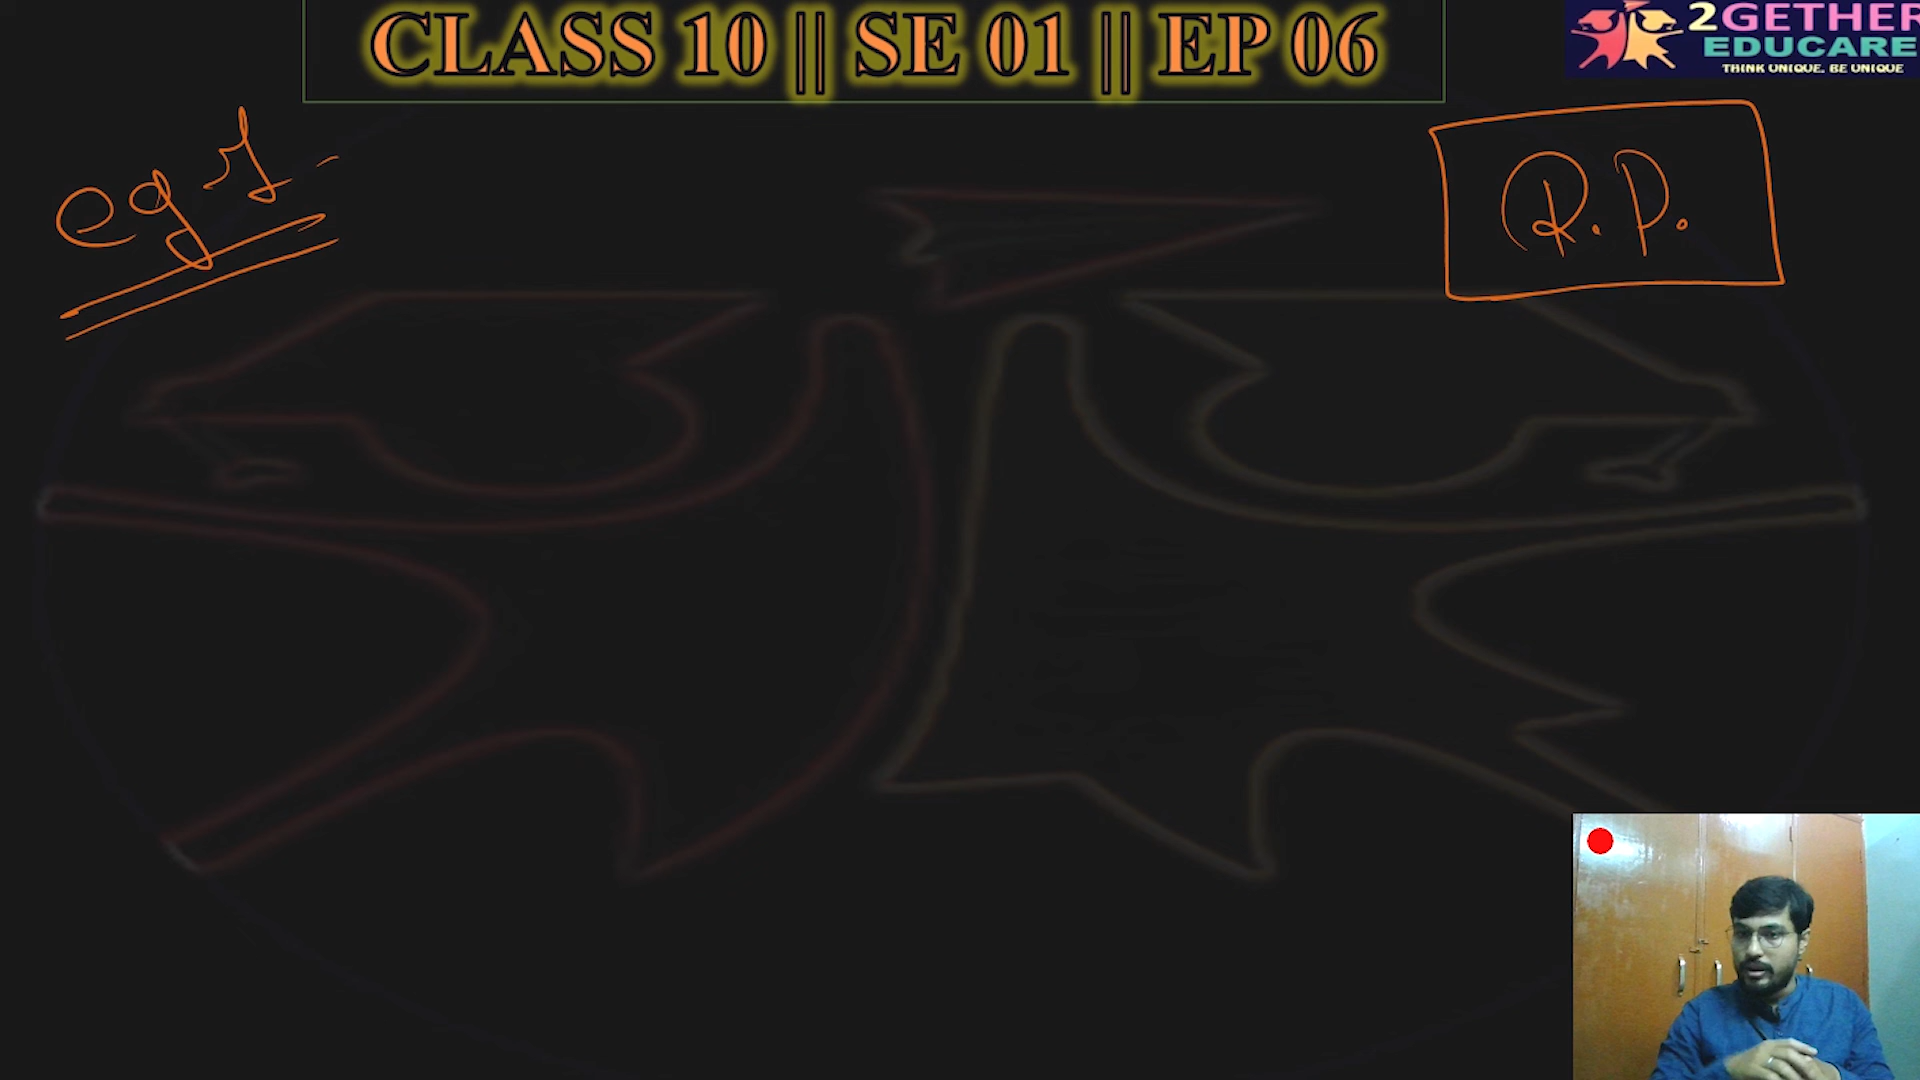 CLASS 10 || SE 01 || EP 06
2GETHER
EDUCARE
THINK UNIQUE, BE UNIQUE
eg 1 -
R.P.